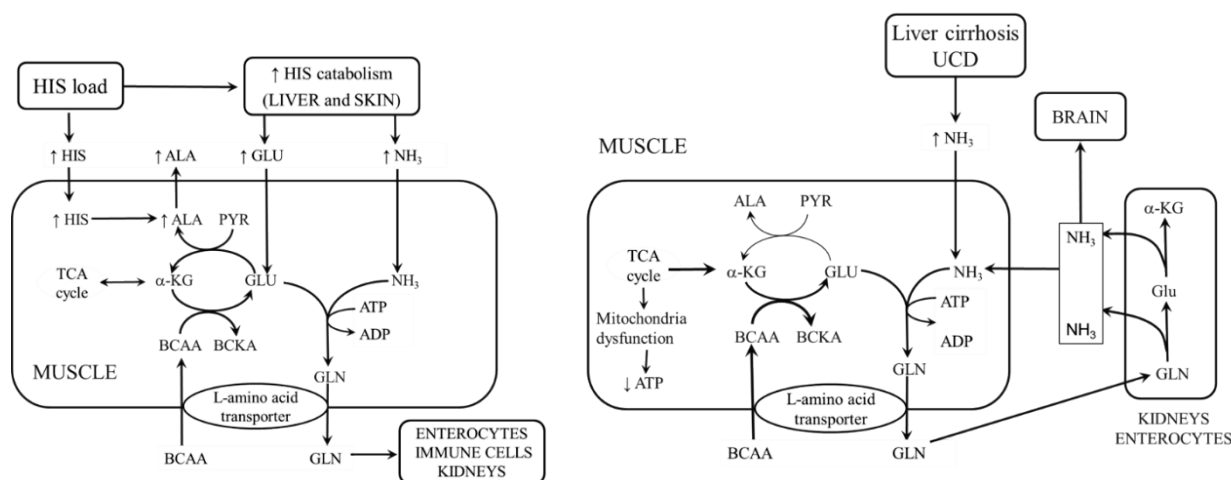 HIS load
↑ HIS catabolism
(LIVER and SKIN)
↑ HIS
↑ ALA
↑ GLU
↑ NH₃
↑ HIS
↑ ALA
PYR
TCA
cycle
α-KG
GLU
NH₃
ATP
ADP
BCAA
BCKA
MUSCLE
GLN
L-amino acid
transporter
BCAA
GLN
ENTEROCYTES
IMMUNE CELLS
KIDNEYS
Liver cirrhosis
UCD
BRAIN
MUSCLE
↑ NH₃
ALA
PYR
TCA
cycle
α-KG
GLU
NH₃
Mitochondria
dysfunction
↓ ATP
BCAA
BCKA
ATP
ADP
GLN
L-amino acid
transporter
BCAA
GLN
NH₃
NH₃
α-KG
Glu
GLN
KIDNEYS
ENTEROCYTES